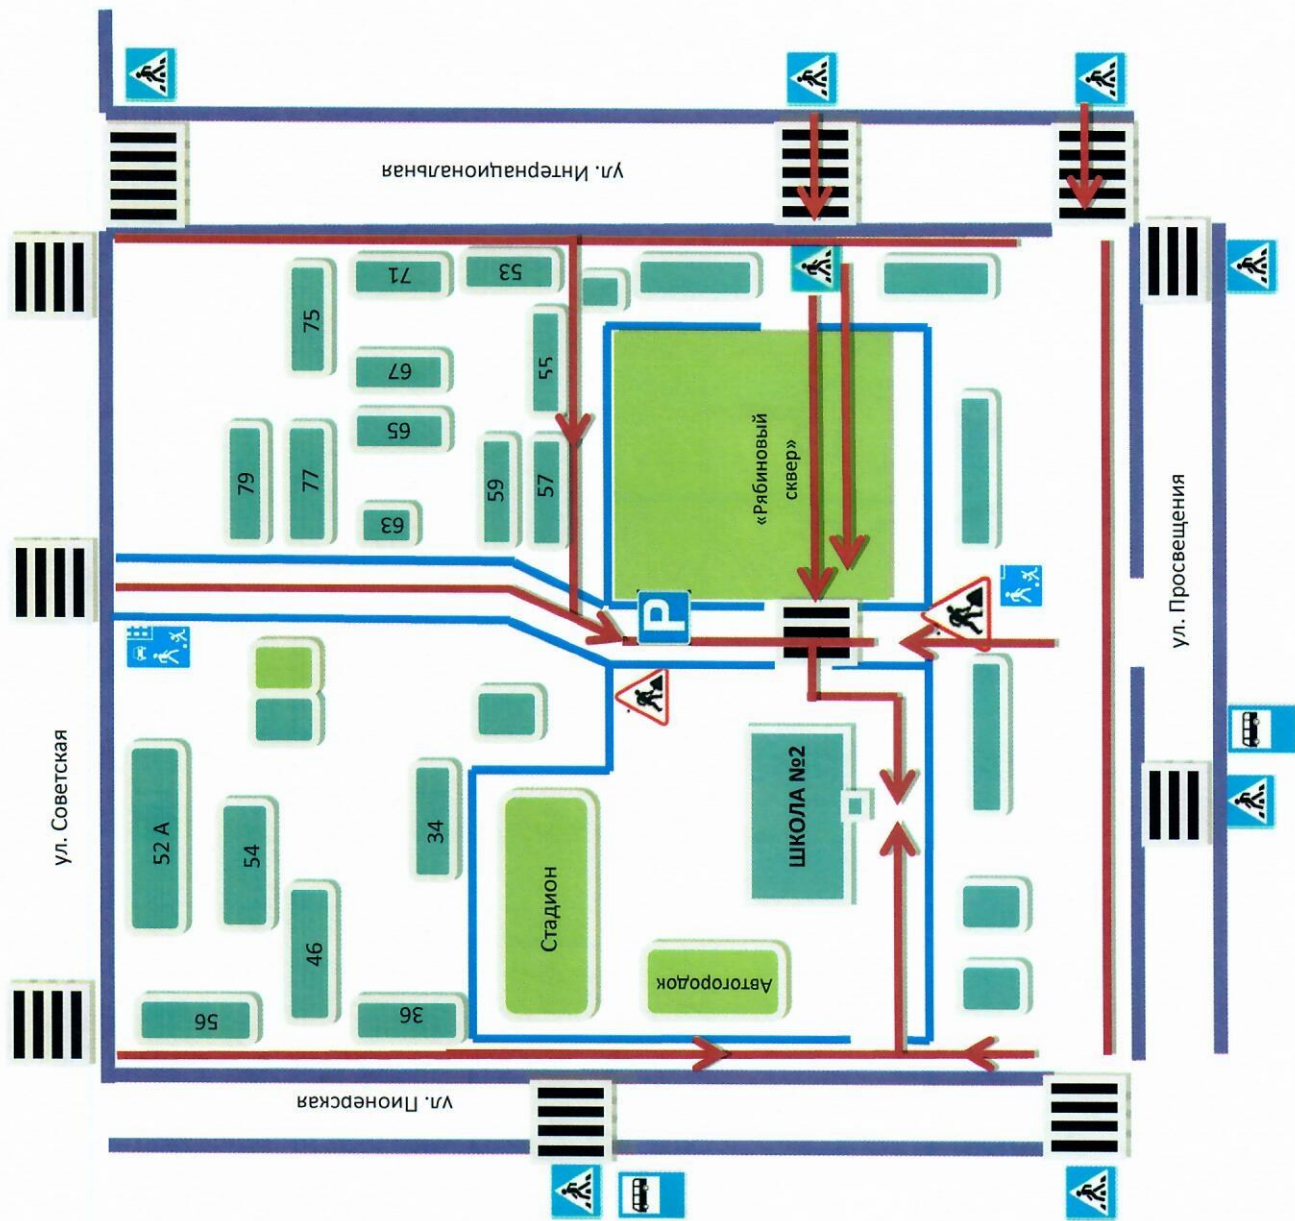 ул. Интернациональная
75
71
53
67
55
65
79
77
63
59
57
«Рябиновый
сквер»
P
ул. Просвещения
ул. Советская
52 А
54
34
46
56
36
Стадион
Автогородок
ШКОЛА №2
ул. Пионерская